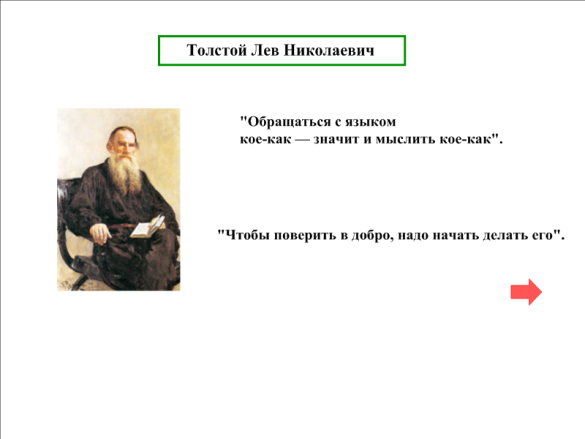 Толстой Лев Николаевич
"Обращаться с языком
кое-как — значит и мыслить кое-как".
"Чтобы поверить в добро, надо начать делать его".